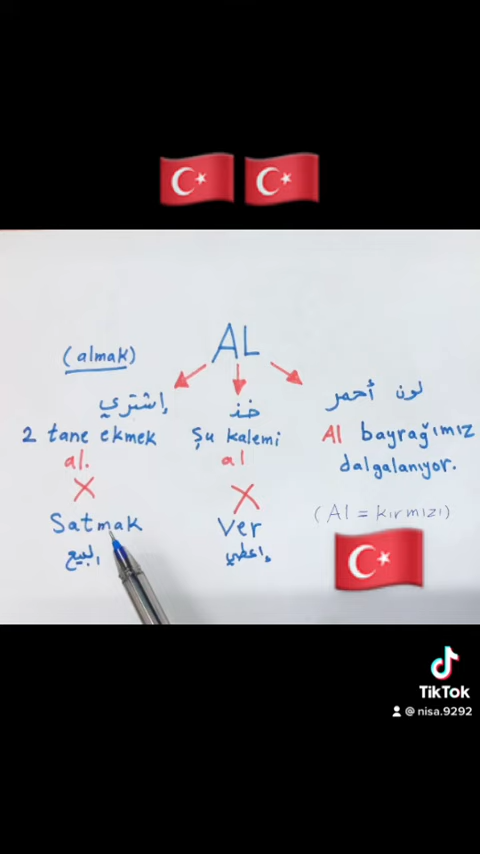 AL
(almak)
إشتري
خذ
لون أحمر
2 tane ekmek
al.
Şu kalemi
al
Al bayrağımız
dalgalanıyor.
X
X
Satmak
البيع
Ver
إعطي
(Al = kırmızı)
TikTok
@ nisa.9292